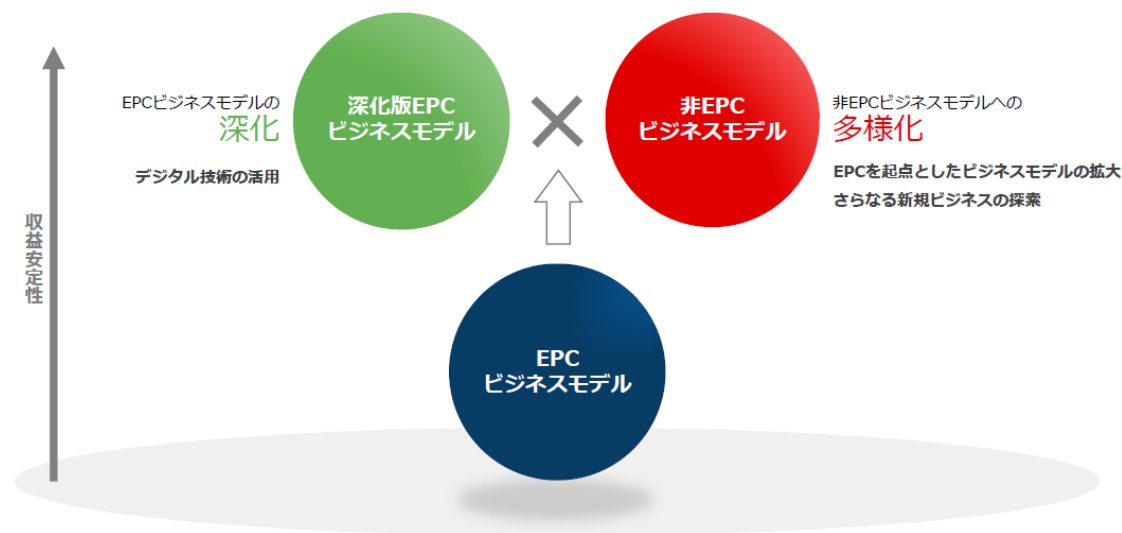 EPCビジネスモデルの
深化
デジタル技術の活用
深化版EPC
ビジネスモデル
非EPC
ビジネスモデル
非EPCビジネスモデルへの
多様化
EPCを起点としたビジネスモデルの拡大
さらなる新規ビジネスの探索
収益安定性
EPC
ビジネスモデル